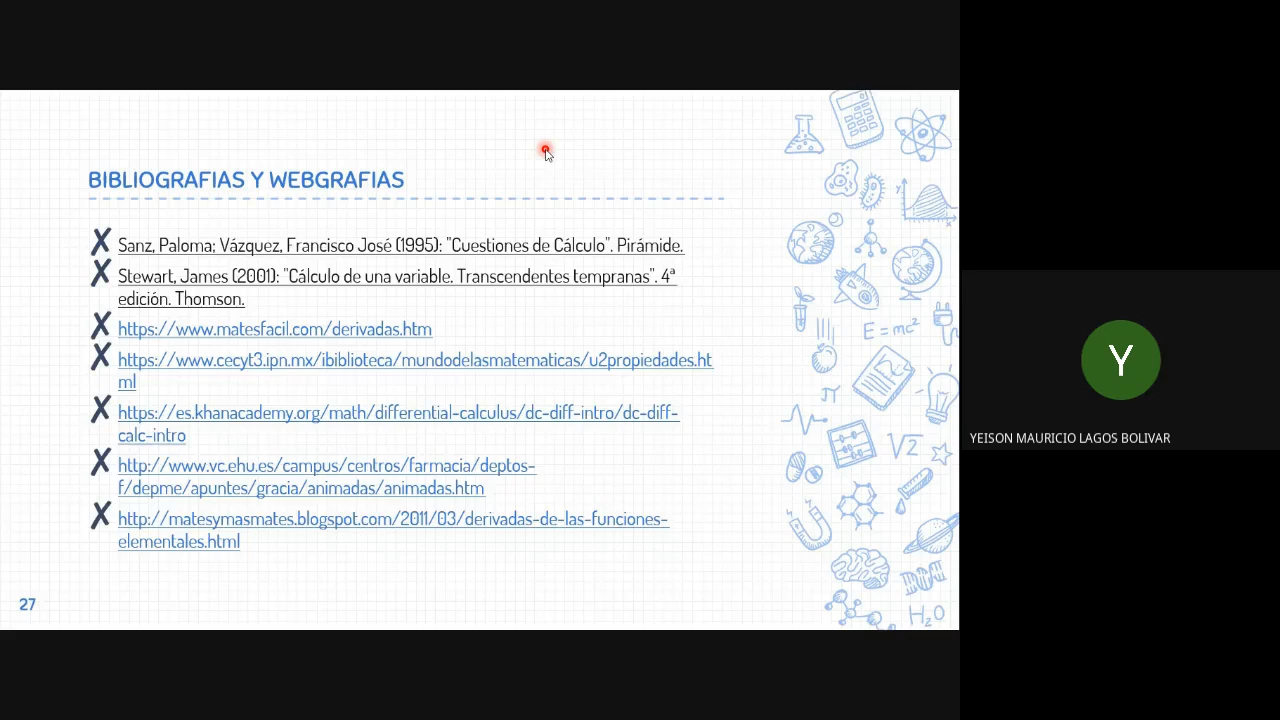 BIBLIOGRAFIAS Y WEBGRAFIAS
Sanz, Paloma; Vázquez, Francisco José (1995): "Cuestiones de Cálculo". Pirámide.
Stewart, James (2001): "Cálculo de una variable. Transcendentes tempranas". 4ª
edición. Thomson.
https://www.matesfacil.com/derivadas.htm
https://www.cecyt3.ipn.mx/ibiblioteca/mundodelasmatematicas/u2propiedades.ht
ml
https://es.khanacademy.org/math/differential-calculus/dc-diff-intro/dc-diff-
calc-intro
http://www.vc.ehu.es/campus/centros/farmacia/deptos-
f/depme/apuntes/gracia/animadas/animadas.htm
http://matesymasmates.blogspot.com/2011/03/derivadas-de-las-funciones-
elementales.html
27
y
x
E=mc²
π
√2
H₂O
Y
YEISON MAURICIO LAGOS BOLIVAR